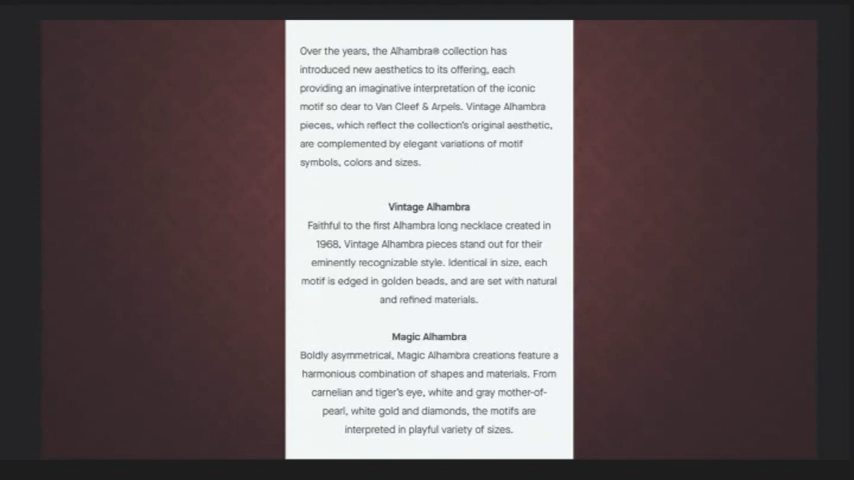 Over the years, the Alhambra® collection has
introduced new aesthetics to its offering, each
providing an imaginative interpretation of the iconic
motif so dear to Van Cleef & Arpels. Vintage Alhambra
pieces, which reflect the collection's original aesthetic,
are complemented by elegant variations of motif
symbols, colors and sizes.
Vintage Alhambra
Faithful to the first Alhambra long necklace created in
1968, Vintage Alhambra pieces stand out for their
eminently recognizable style. Identical in size, each
motif is edged in golden beads, and are set with natural
and refined materials.
Magic Alhambra
Boldly asymmetrical, Magic Alhambra creations feature a
harmonious combination of shapes and materials. From
carnelian and tiger's eye, white and gray mother-of-
pearl, white gold and diamonds, the motifs are
interpreted in playful variety of sizes.